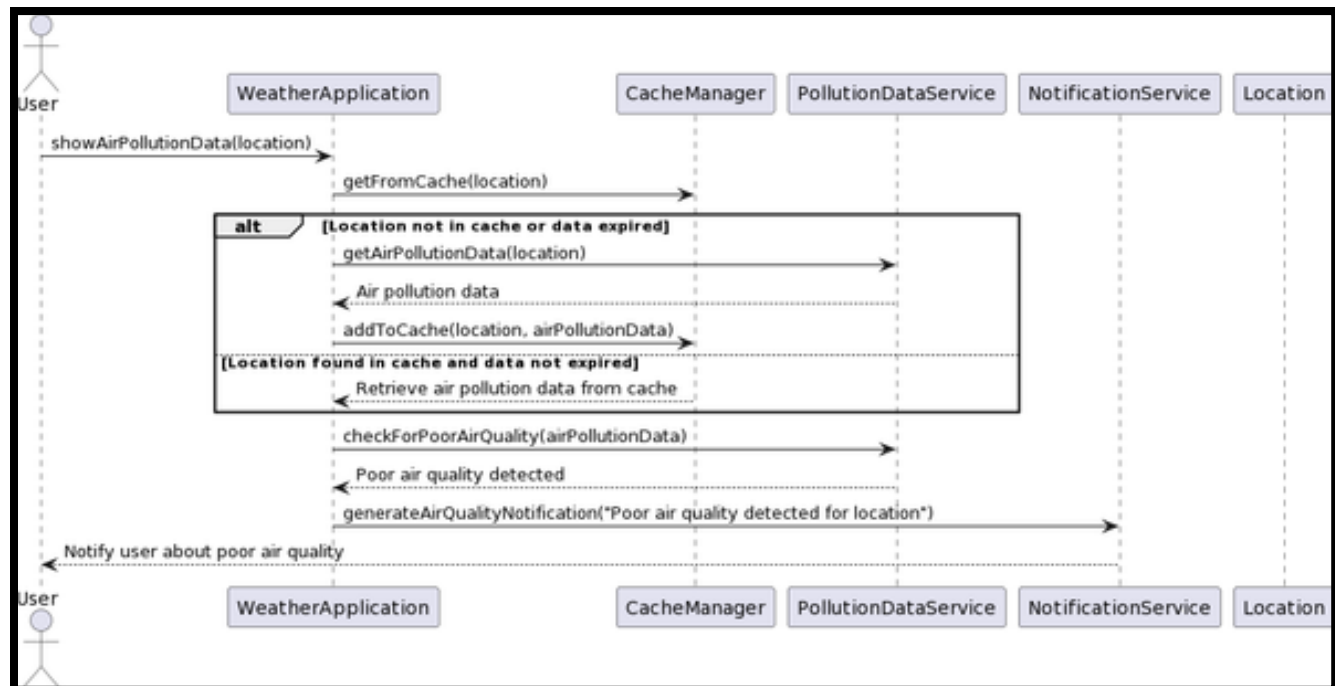 User
WeatherApplication
CacheManager
PollutionDataService
NotificationService
Location
showAirPollutionData(location)
getFromCache(location)
alt
[Location not in cache or data expired]
getAirPollutionData(location)
Air pollution data
addToCache(location, airPollutionData)
[Location found in cache and data not expired]
Retrieve air pollution data from cache
checkForPoorAirQuality(airPollutionData)
Poor air quality detected
generateAirQualityNotification("Poor air quality detected for location")
Notify user about poor air quality
User
WeatherApplication
CacheManager
PollutionDataService
NotificationService
Location